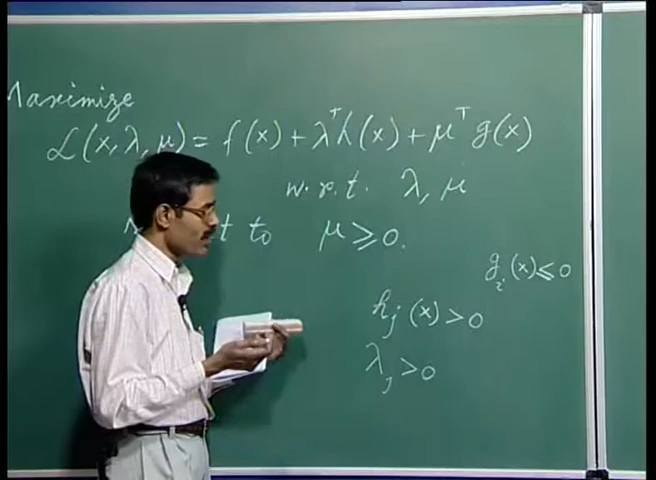 Maximize
L(x, λ, μ) = f(x) + λᵀh(x) + μᵀg(x)
w.r.t. λ, μ
t to μ ≥ 0.
gᵢ(x) ≤ 0
hⱼ(x) > 0
λⱼ > 0